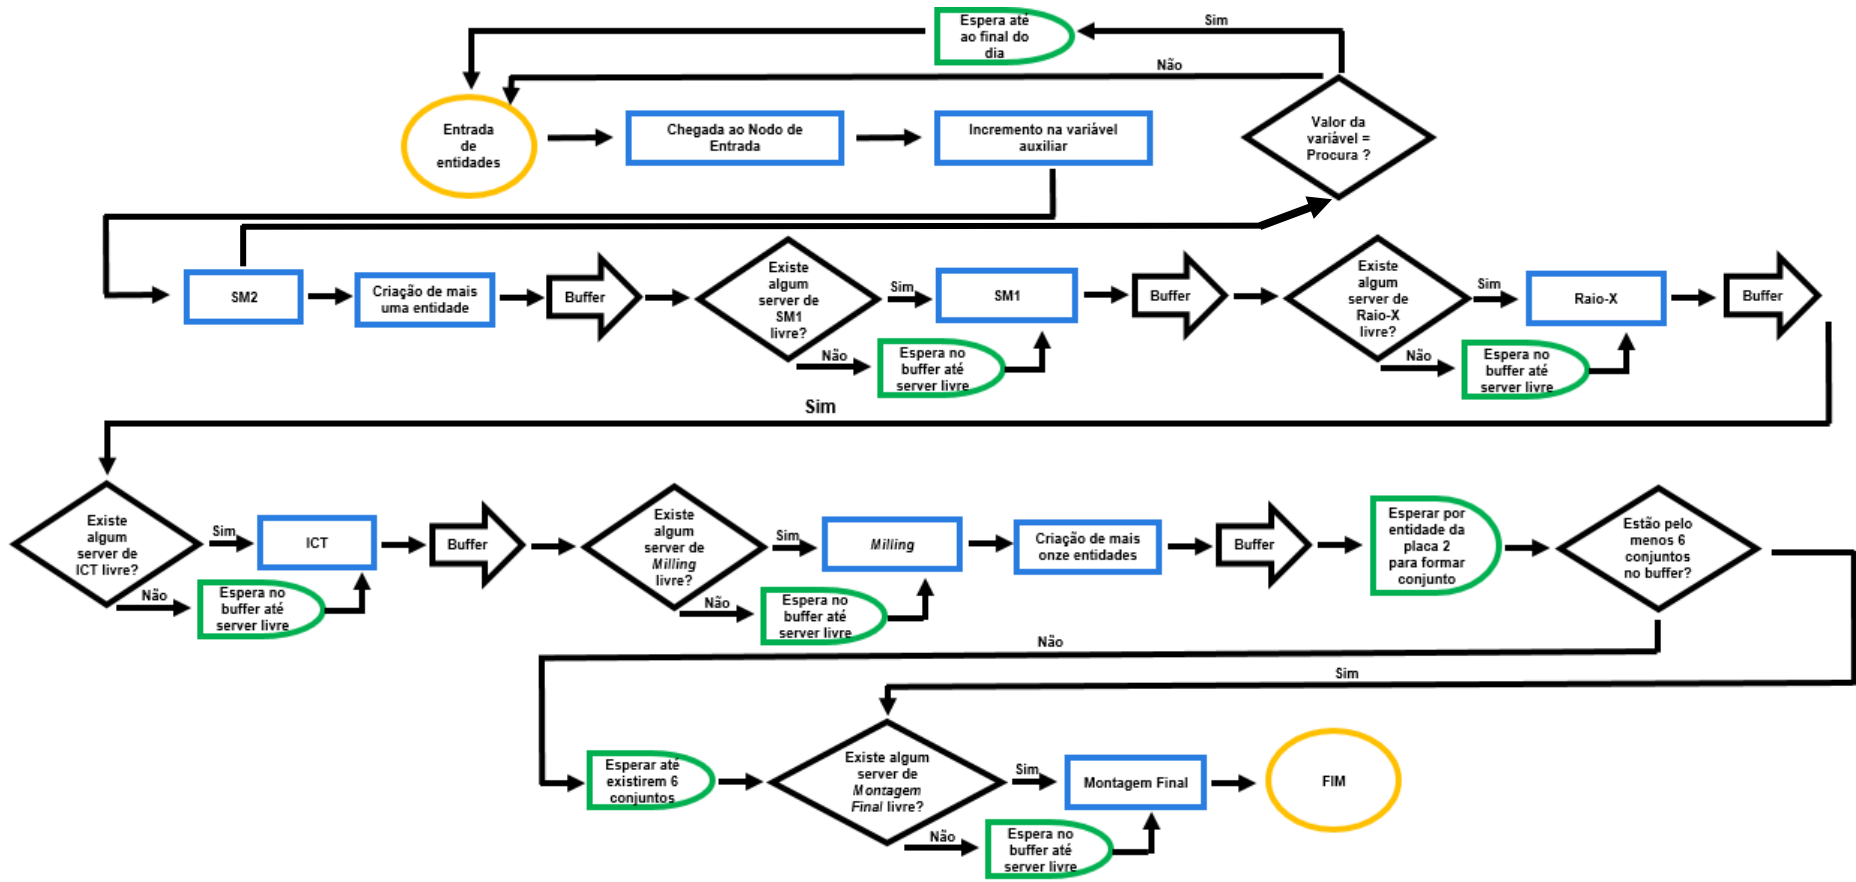 Espera até
ao final do
dia
Sim
Não
Entrada
de
entidades
Chegada ao Nodo de
Entrada
Incremento na variável
auxiliar
Valor da
variável =
Procura ?
SM2
Criação de mais
uma entidade
Buffer
Existe
algum
server de
SM1
livre?
Sim
SM1
Não
Espera no
buffer até
server livre
Buffer
Existe
algum
server de
Raio-X
livre?
Sim
Raio-X
Não
Espera no
buffer até
server livre
Buffer
Sim
Existe
algum
server de
ICT livre?
Sim
ICT
Não
Espera no
buffer até
server livre
Buffer
Existe
algum
server de
Milling
livre?
Sim
Milling
Não
Espera no
buffer até
server livre
Criação de mais
onze entidades
Buffer
Esperar por
entidade da
placa 2
para formar
conjunto
Estão pelo
menos 6
conjuntos
no buffer?
Não
Sim
Esperar até
existirem 6
conjuntos
Existe algum
server de
Montagem
Final livre?
Sim
Montagem Final
Não
Espera no
buffer até
server livre
FIM